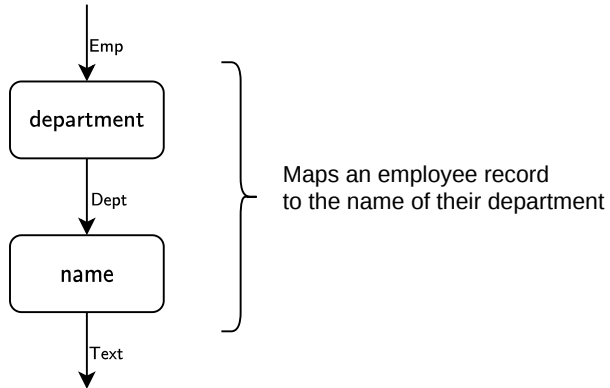 Emp
department
Dept
name
Text
Maps an employee record
to the name of their department